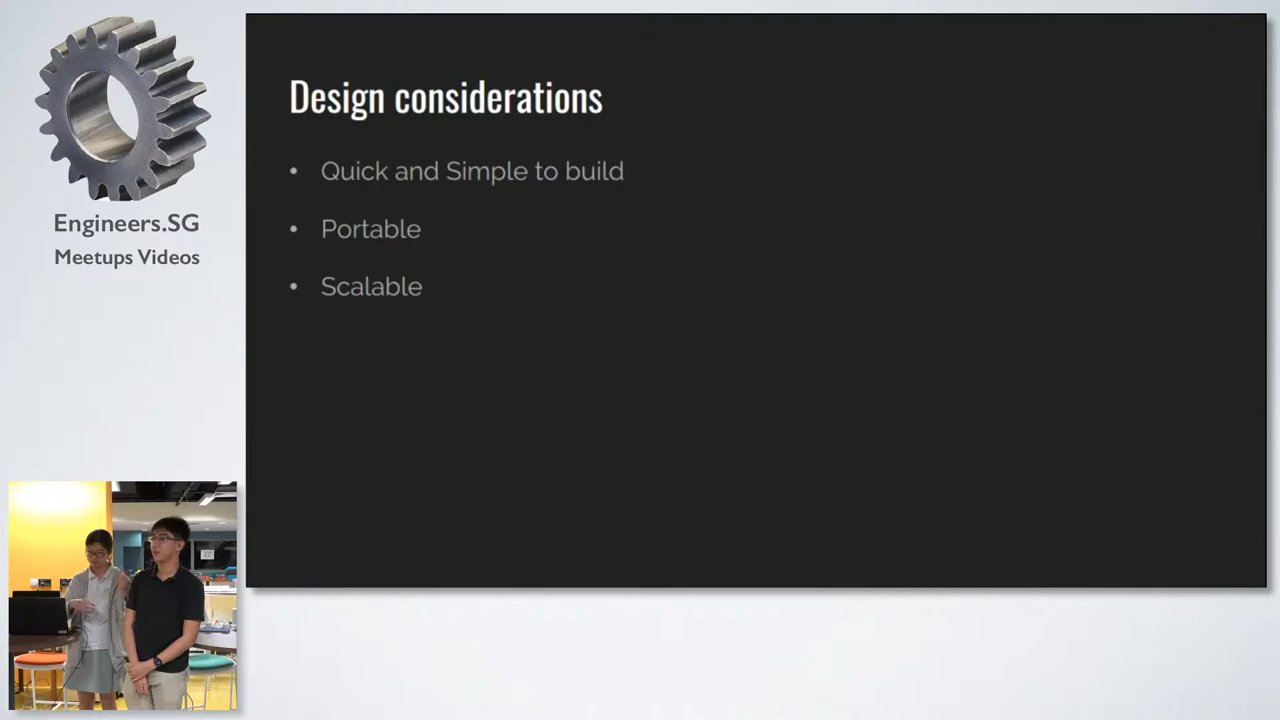 Engineers.SG
Meetups Videos
Design considerations
• Quick and Simple to build
• Portable
• Scalable